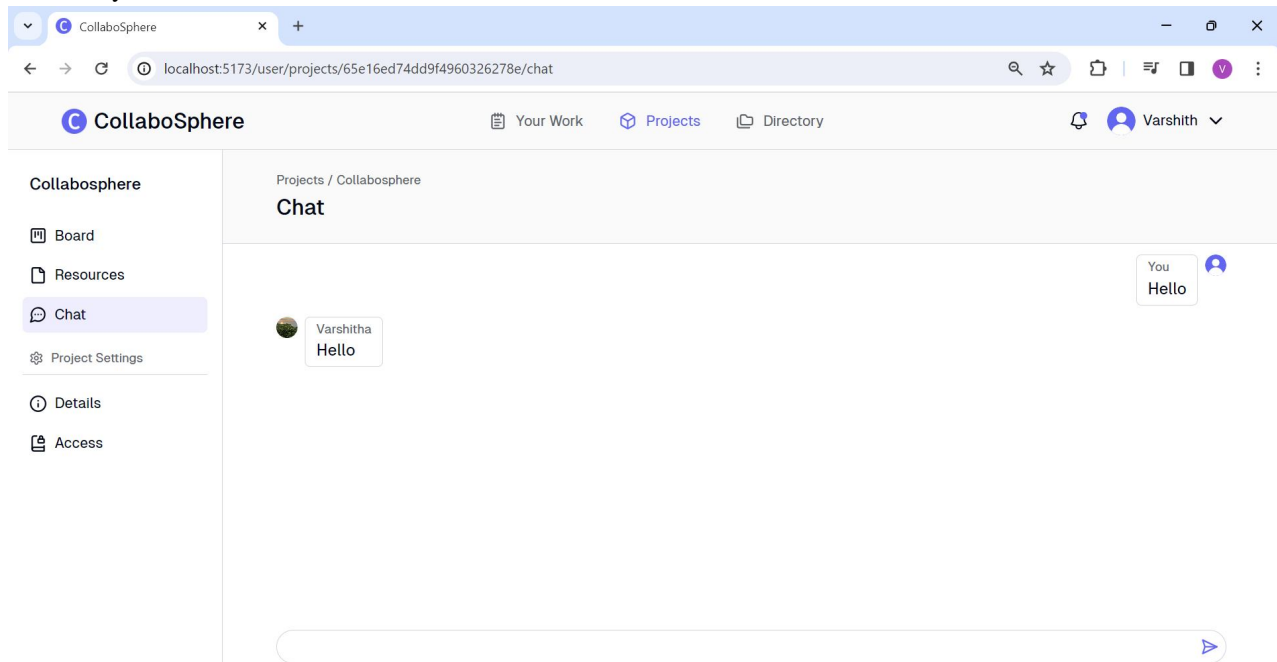 CollaboSphere
localhost:5173/user/projects/65e16ed74dd9f4960326278e/chat
V
C CollaboSphere
Your Work
Projects
Directory
Varshith
Collabosphere
Board
Resources
Chat
Project Settings
Details
Access
Projects / Collabosphere
Chat
You
Hello
Varshitha
Hello